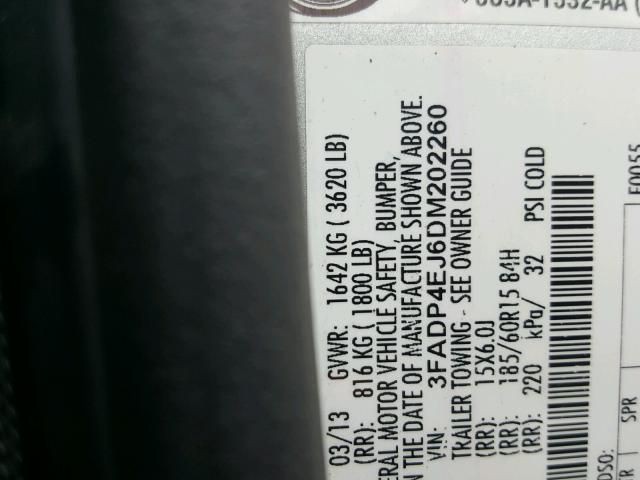 03/13 GVWR: 1642 KG ( 3620 LB)
(RR): 816 KG ( 1800 LB)
ERAL MOTOR VEHICLE SAFETY, BUMPER,
N THE DATE OF MANUFACTURE SHOWN ABOVE.
VIN: 3FADP4EJ6DM202260
TRAILER TOWING - SEE OWNER GUIDE
(RR): 15X6.0J
(RR): 185/60R15 84H
(RR): 220 kPa/ 32 PSI COLD
DSO:
TR SPR